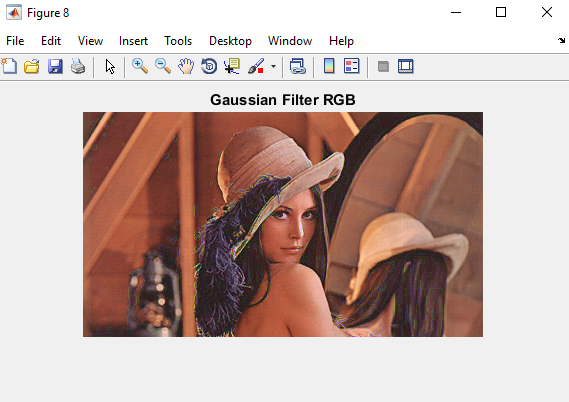 Figure 8
File Edit View Insert Tools Desktop Window Help
Gaussian Filter RGB